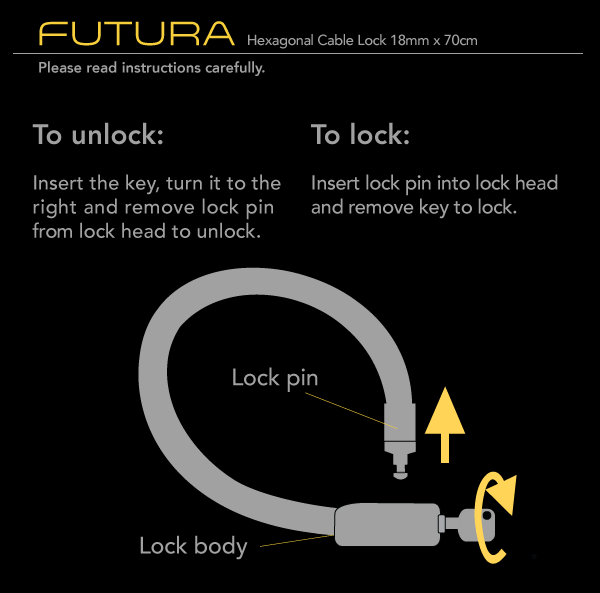 FUTURA Hexagonal Cable Lock 18mm x 70cm
Please read instructions carefully.
To unlock:
Insert the key, turn it to the
right and remove lock pin
from lock head to unlock.
To lock:
Insert lock pin into lock head
and remove key to lock.
Lock pin
Lock body